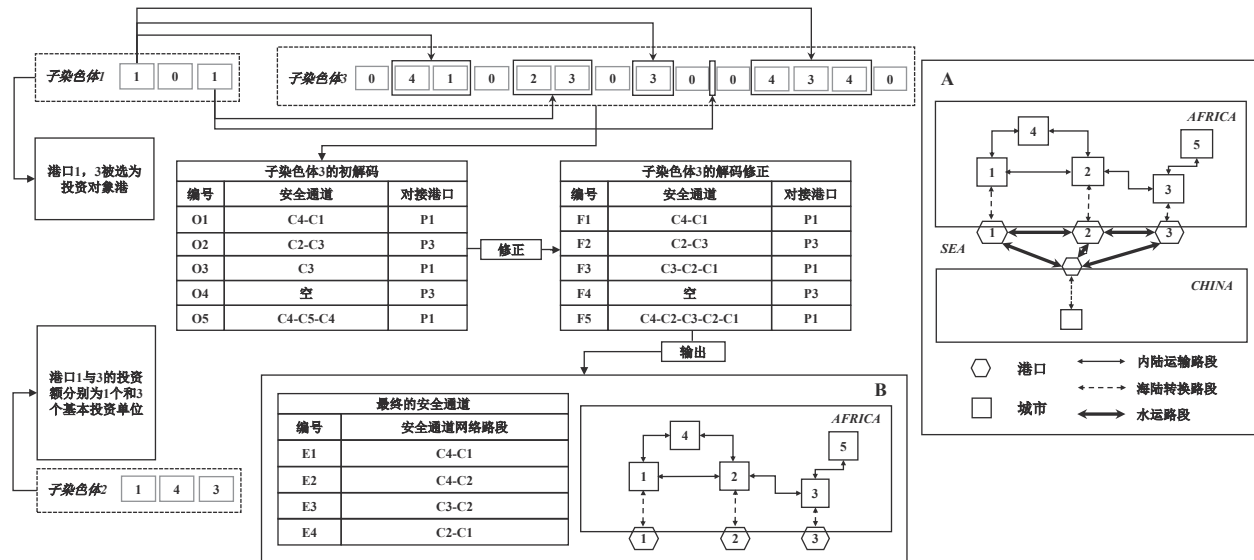 子染色体1 1 0 1
子染色体3 0 4 1 0 2 3 0 3 0 0 4 3 4 0
港口1，3被选为
投资对象港
子染色体3的初解码
编号 安全通道 对接港口
O1 C4-C1 P1
O2 C2-C3 P3
O3 C3 P1
O4 空 P3
O5 C4-C5-C4 P1
修正
子染色体3的解码修正
编号 安全通道 对接港口
F1 C4-C1 P1
F2 C2-C3 P3
F3 C3-C2-C1 P1
F4 空 P3
F5 C4-C2-C3-C2-C1 P1
输出
港口1与3的投资
额分别为1个和3
个基本投资单位
子染色体2 1 4 3
B
最终的安全通道
编号 安全通道网络路段
E1 C4-C1
E2 C4-C2
E3 C3-C2
E4 C2-C1
AFRICA
4
5
1
2
3
1
2
3
A
AFRICA
4
5
1
2
3
1
2
3
SEA
CHINA
港口
内陆运输路段
海陆转换路段
城市
水运路段